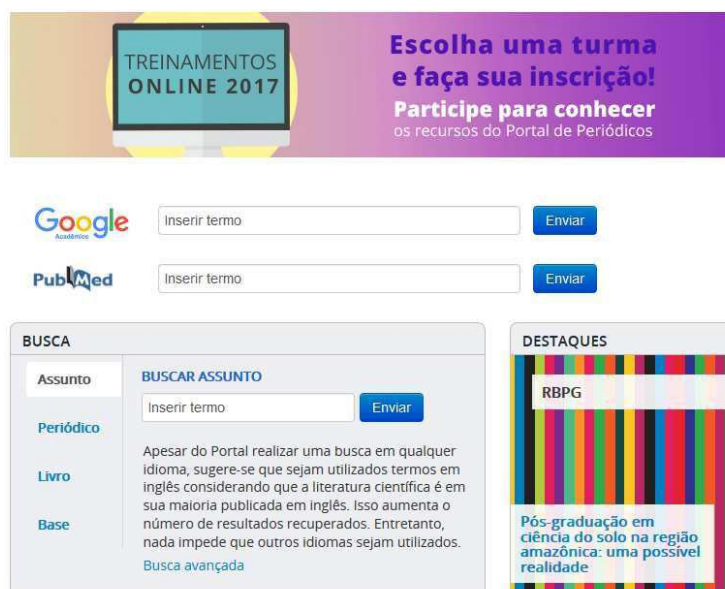 TREINAMENTOS
ONLINE 2017
Escolha uma turma
e faça sua inscrição!
Participe para conhecer
os recursos do Portal de Periódicos
Google
Acadêmico
Inserir termo
Enviar
PubMed
Inserir termo
Enviar
BUSCA
Assunto
Periódico
Livro
Base
BUSCAR ASSUNTO
Inserir termo
Enviar
Apesar do Portal realizar uma busca em qualquer
idioma, sugere-se que sejam utilizados termos em
inglês considerando que a literatura científica é em
sua maioria publicada em inglês. Isso aumenta o
número de resultados recuperados. Entretanto,
nada impede que outros idiomas sejam utilizados.
Busca avançada
DESTAQUES
RBPG
Pós-graduação em
ciência do solo na região
amazônica: uma possível
realidade